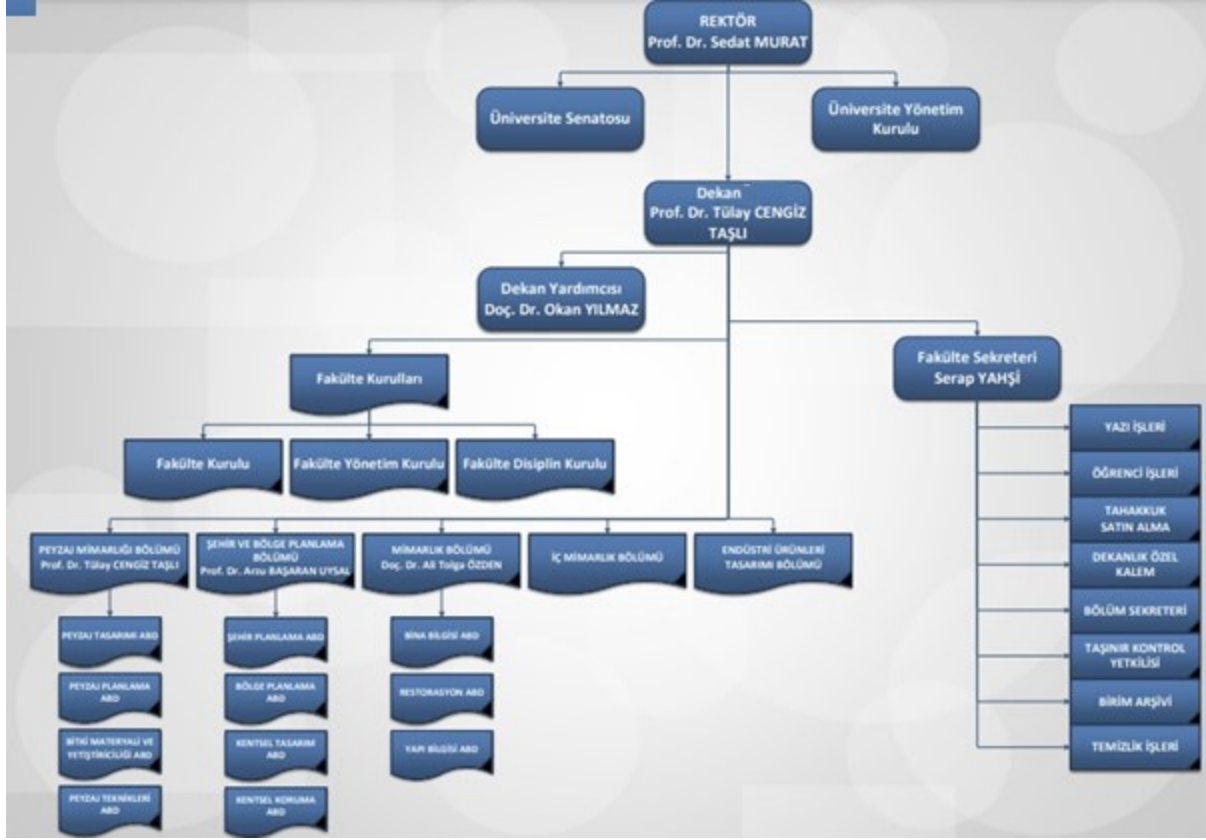 REKTÖR
Prof. Dr. Sedat MURAT
Üniversite Senatosu
Üniversite Yönetim
Kurulu
Dekan
Prof. Dr. Tülay CENGİZ
TAŞLI
Dekan Yardımcısı
Doç. Dr. Okan YILMAZ
Fakülte Sekreteri
Serap YAHŞİ
Fakülte Kurulları
Fakülte Kurulu
Fakülte Yönetim Kurulu
Fakülte Disiplin Kurulu
YAZI İŞLERİ
ÖĞRENCİ İŞLERİ
TAHAKKUK
SATIN ALMA
DEKANLIK ÖZEL
KALEM
BÖLÜM SEKRETERİ
TAŞINIR KONTROL
YETKİLİSİ
BİRİM ARŞİVİ
TEMİZLİK İŞLERİ
PEYZAJ MİMARLIĞI BÖLÜMÜ
Prof. Dr. Tülay CENGİZ TAŞLI
ŞEHİR VE BÖLGE PLANLAMA
BÖLÜMÜ
Prof. Dr. Arzu BAŞARAN UYSAL
MİMARLIK BÖLÜMÜ
Doç. Dr. Ali Tolga ÖZDEN
İÇ MİMARLIK BÖLÜMÜ
ENDÜSTRİ ÜRÜNLERİ
TASARIMI BÖLÜMÜ
PEYZAJ TASARIMI ABD
PEYZAJ PLANLAMA
ABD
BİTKİ MATERYALİ VE
YETİŞTİRİCİLİĞİ ABD
PEYZAJ TEKNİKLERİ
ABD
ŞEHİR PLANLAMA ABD
BÖLGE PLANLAMA
ABD
KENTSEL TASARIM
ABD
KENTSEL KORUMA
ABD
BİNA BİLGİSİ ABD
RESTORASYON ABD
YAPI BİLGİSİ ABD